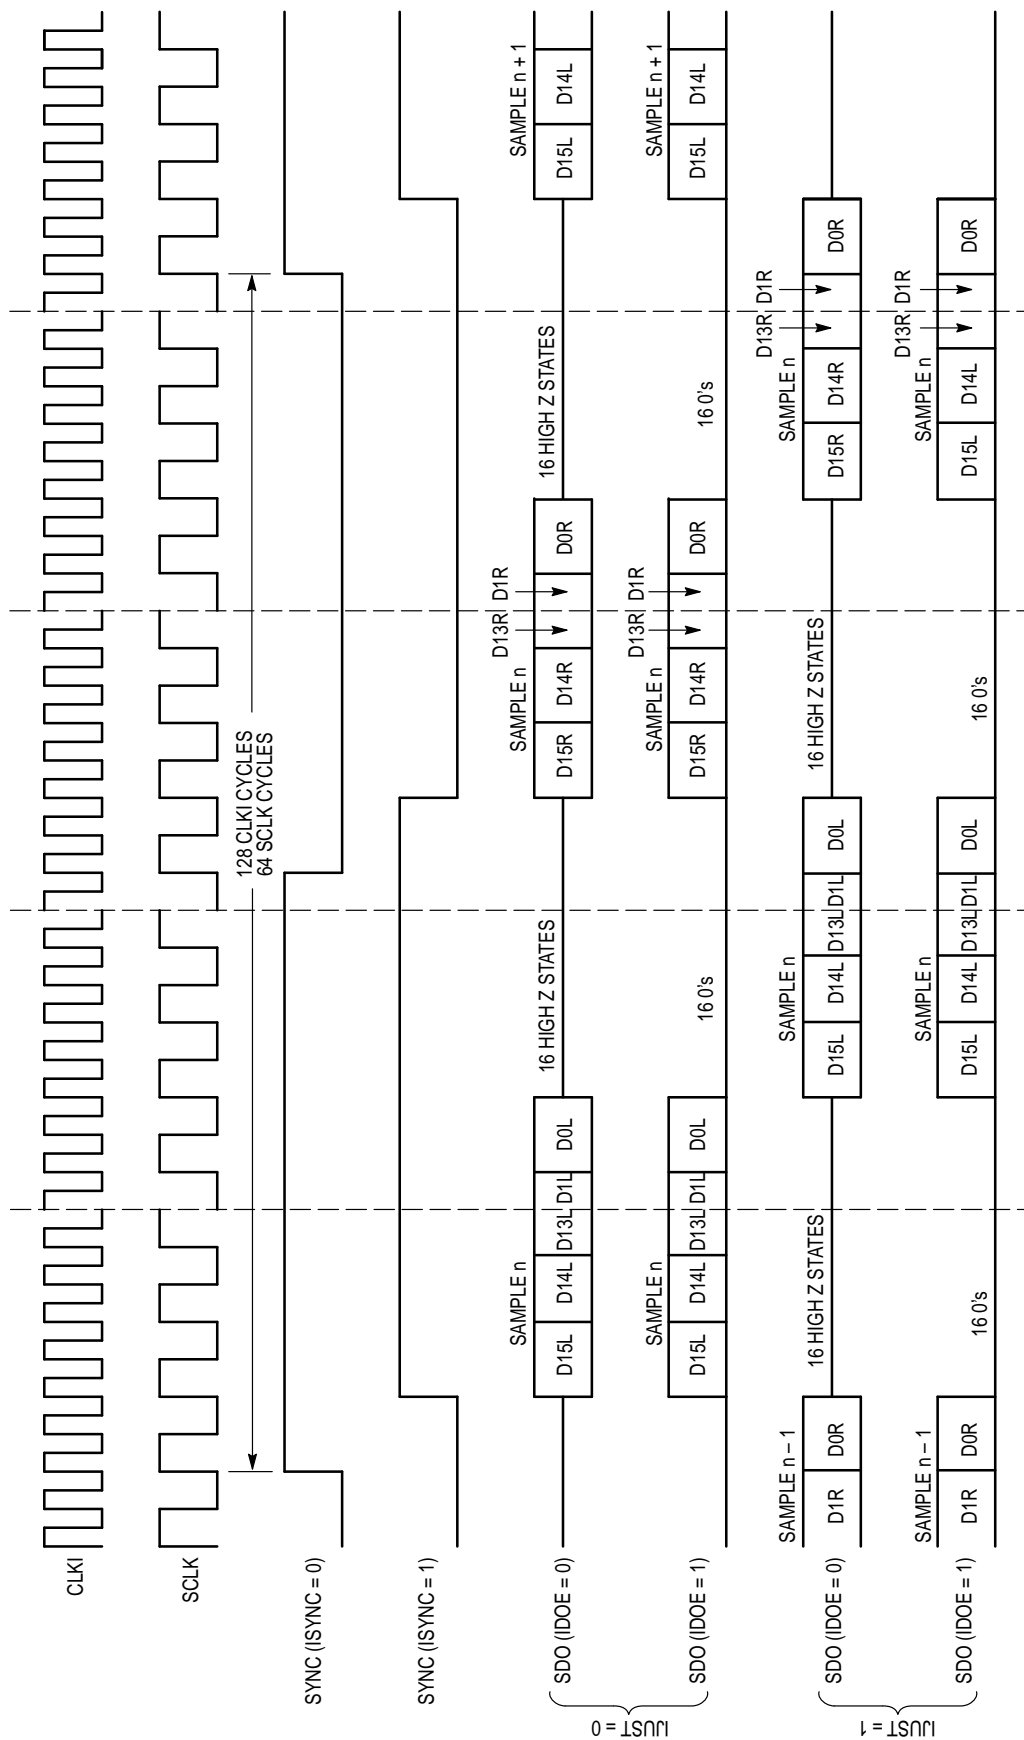 CLKI
SCLK
128 CLKI CYCLES
64 SCLK CYCLES
SYNC (ISYNC = 0)
SYNC (ISYNC = 1)
IJUST = 0
SDO (IDOE = 0)
SAMPLE n
D15L D14L D13L D1L D0L
16 HIGH Z STATES
SAMPLE n
D15R D14R D13R D1R D0R
16 HIGH Z STATES
SAMPLE n + 1
D15L D14L
SDO (IDOE = 1)
SAMPLE n
D15L D14L D13L D1L D0L
16 0's
SAMPLE n
D15R D14R D13R D1R D0R
16 0's
SAMPLE n + 1
D15L D14L
IJUST = 1
SDO (IDOE = 0)
SAMPLE n – 1
D1R D0R
16 HIGH Z STATES
SAMPLE n
D15L D14L D13L D1L D0L
16 HIGH Z STATES
SAMPLE n
D15R D14R D13R D1R D0R
SDO (IDOE = 1)
SAMPLE n – 1
D1R D0R
16 0's
SAMPLE n
D15L D14L D13L D1L D0L
16 0's
SAMPLE n
D15L D14L D13R D1R D0R